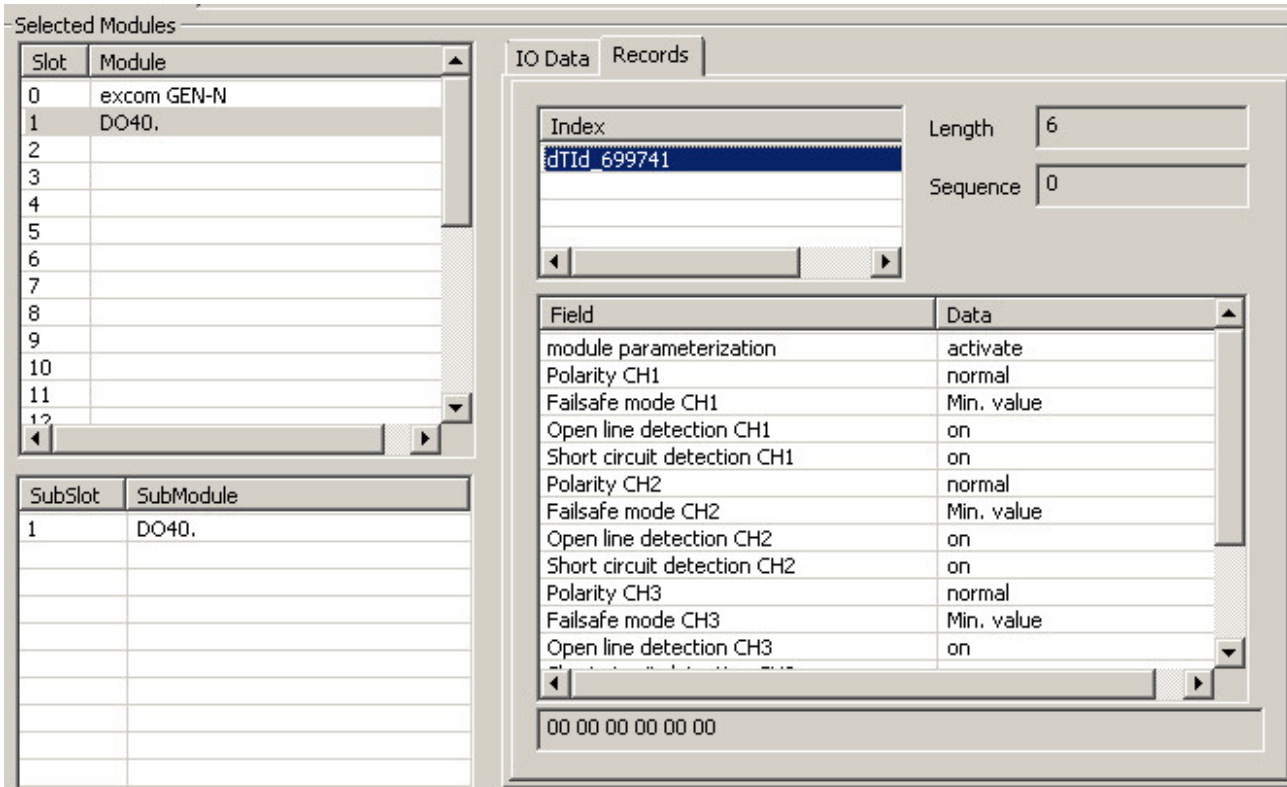 Selected Modules
Slot Module
0 excom GEN-N
1 DO40.
2
3
4
5
6
7
8
9
10
11
12
SubSlot SubModule
1 DO40.
IO Data Records
Index
dTId_699741
Length 6
Sequence 0
Field Data
module parameterization activate
Polarity CH1 normal
Failsafe mode CH1 Min. value
Open line detection CH1 on
Short circuit detection CH1 on
Polarity CH2 normal
Failsafe mode CH2 Min. value
Open line detection CH2 on
Short circuit detection CH2 on
Polarity CH3 normal
Failsafe mode CH3 Min. value
Open line detection CH3 on
00 00 00 00 00 00